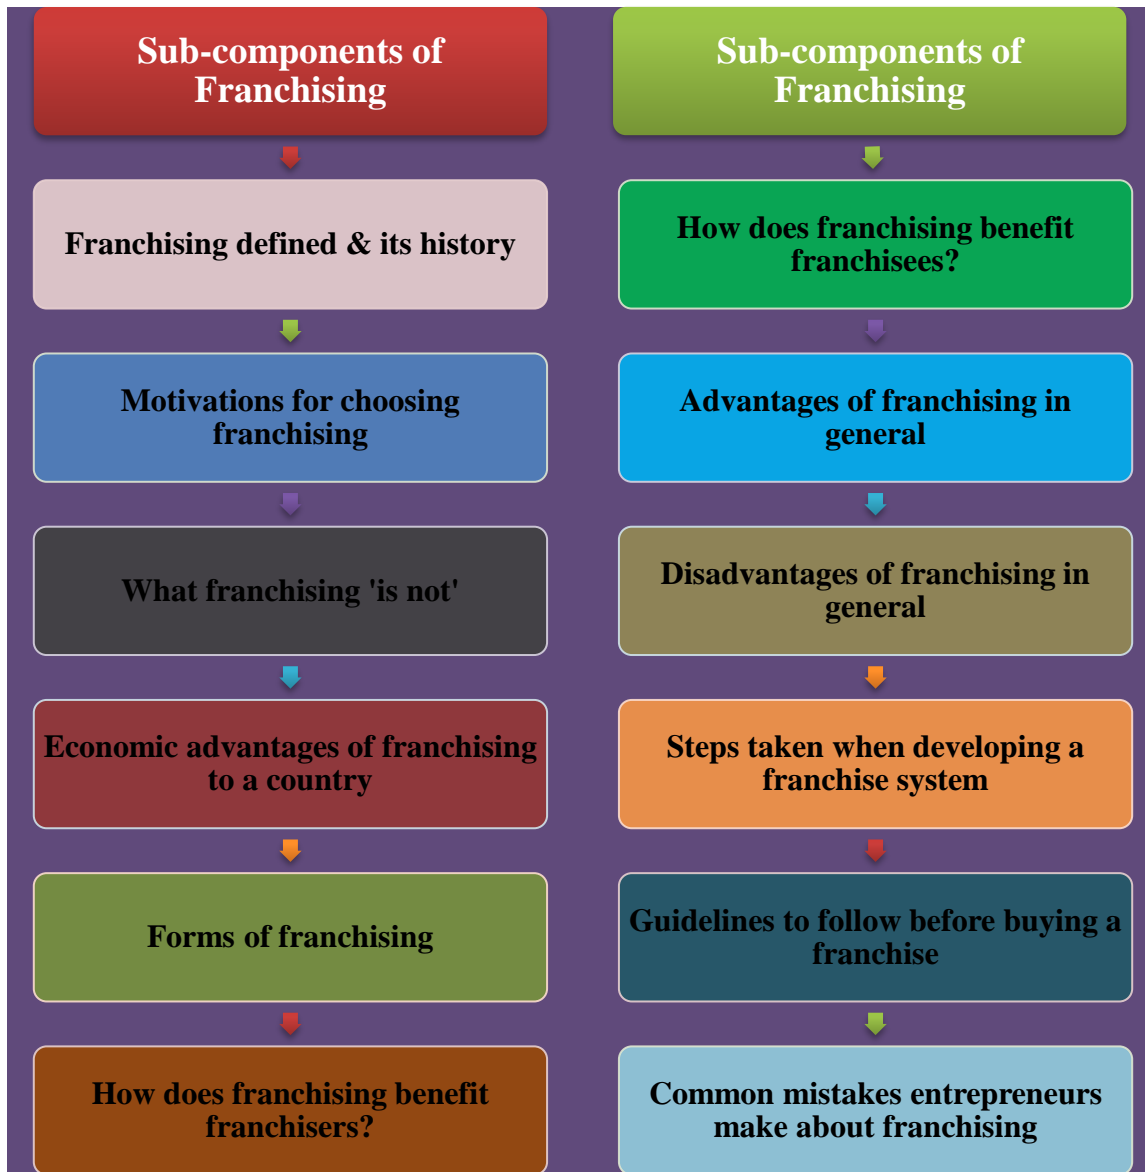 Sub-components of
Franchising
Franchising defined & its history
Motivations for choosing
franchising
What franchising 'is not'
Economic advantages of franchising
to a country
Forms of franchising
How does franchising benefit
franchisers?
Sub-components of
Franchising
How does franchising benefit
franchisees?
Advantages of franchising in
general
Disadvantages of franchising in
general
Steps taken when developing a
franchise system
Guidelines to follow before buying a
franchise
Common mistakes entrepreneurs
make about franchising